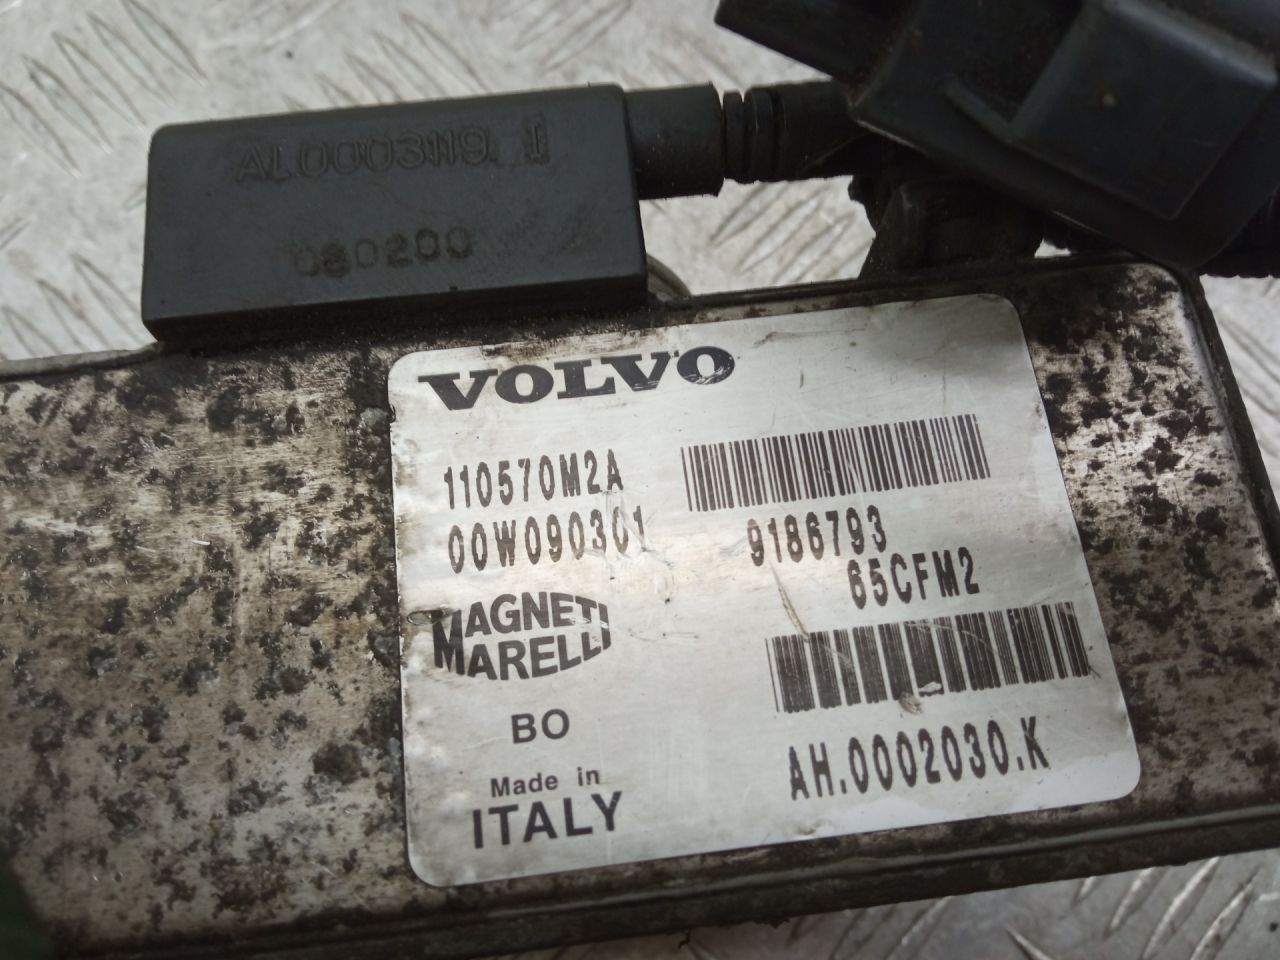 AL0003119 I
080200
VOLVO
110570M2A
00W090301
9186793
65CFM2
MAGNETI
MARELLI
BO
AH.0002030.K
Made in
ITALY